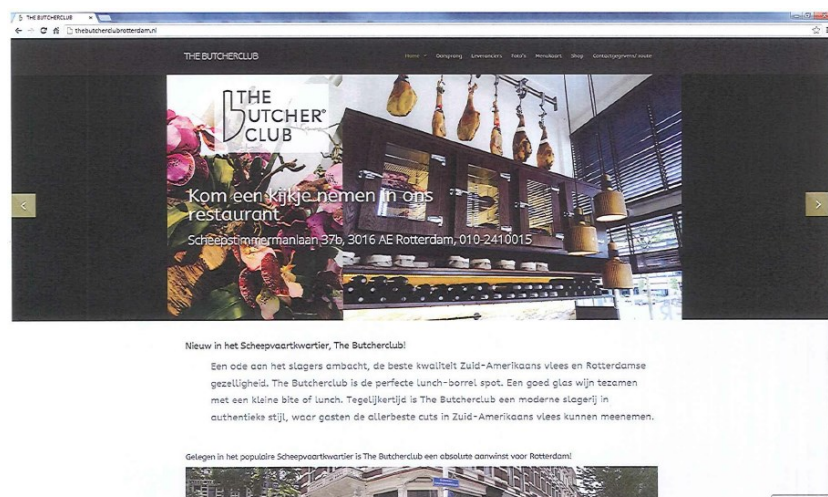 THE BUTCHERCLUB
thebutcherclubrotterdam.nl
THE BUTCHERCLUB
Home Oorsprong Leveranciers Foto's Menukaart Shop Contactgegevens/ route
THE
BUTCHER®
CLUB
Kom een kijkje nemen in ons
restaurant
Scheepstimmermanlaan 37b, 3016 AE Rotterdam, 010-2410015
Nieuw in het Scheepvaartkwartier, The Butcherclub!
Een ode aan het slagers ambacht, de beste kwaliteit Zuid-Amerikaans vlees en Rotterdamse
gezelligheid. The Butcherclub is de perfecte lunch-borrel spot. Een goed glas wijn tezamen
met een kleine bite of lunch. Tegelijkertijd is The Butcherclub een moderne slagerij in
authentieke stijl, waar gasten de allerbeste cuts in Zuid-Amerikaans vlees kunnen meenemen.
Gelegen in het populaire Scheepvaartkwartier is The Butcherclub een absolute aanwinst voor Rotterdam!